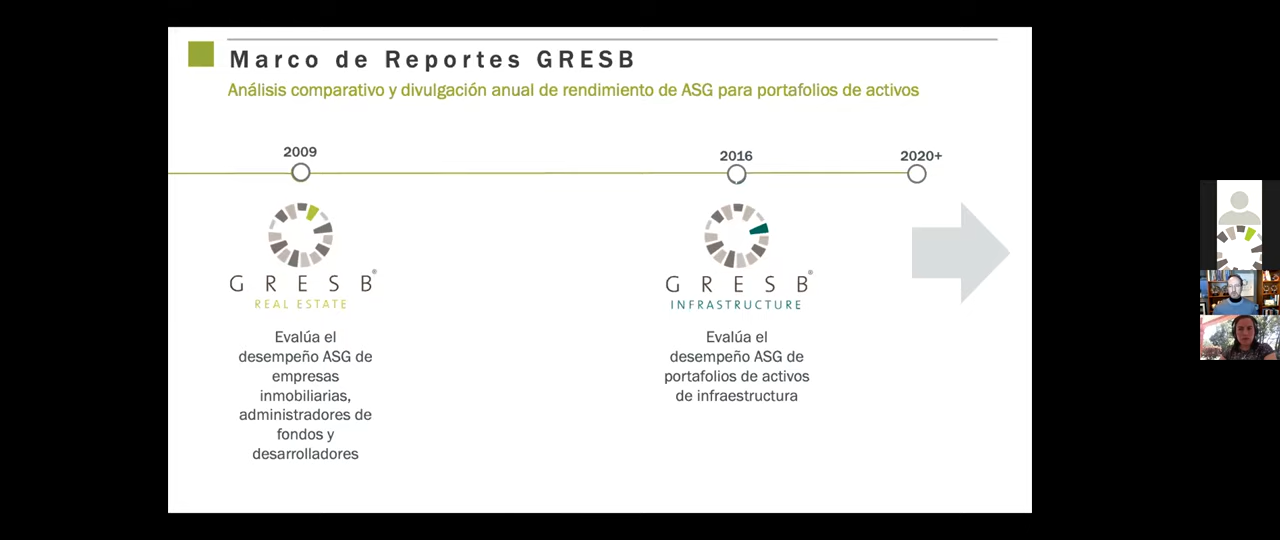 Marco de Reportes GRESB
Análisis comparativo y divulgación anual de rendimiento de ASG para portafolios de activos
2009
2016
2020+
GRESB®
REAL ESTATE
Evalúa el
desempeño ASG de
empresas
inmobiliarias,
administradores de
fondos y
desarrolladores
GRESB®
INFRASTRUCTURE
Evalúa el
desempeño ASG de
portafolios de activos
de infraestructura